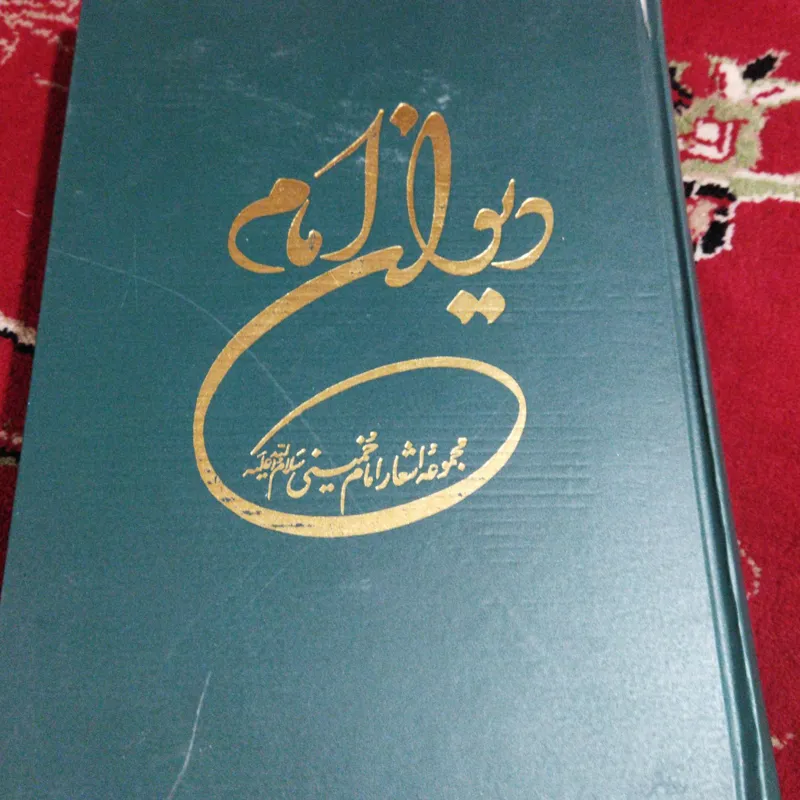 دیوان امام
مجموعهٔ اشعار امام خمینی سلام الله علیه